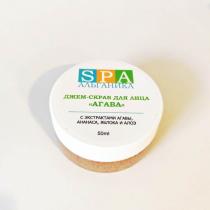 SPA
АЛЬГАНИКА
ДЖЕМ-СКРАБ ДЛЯ ЛИЦА
«АГАВА»
С ЭКСТРАКТАМИ АГАВЫ,
АНАНАСА, ЯБЛОКА И АЛОЭ
50ml